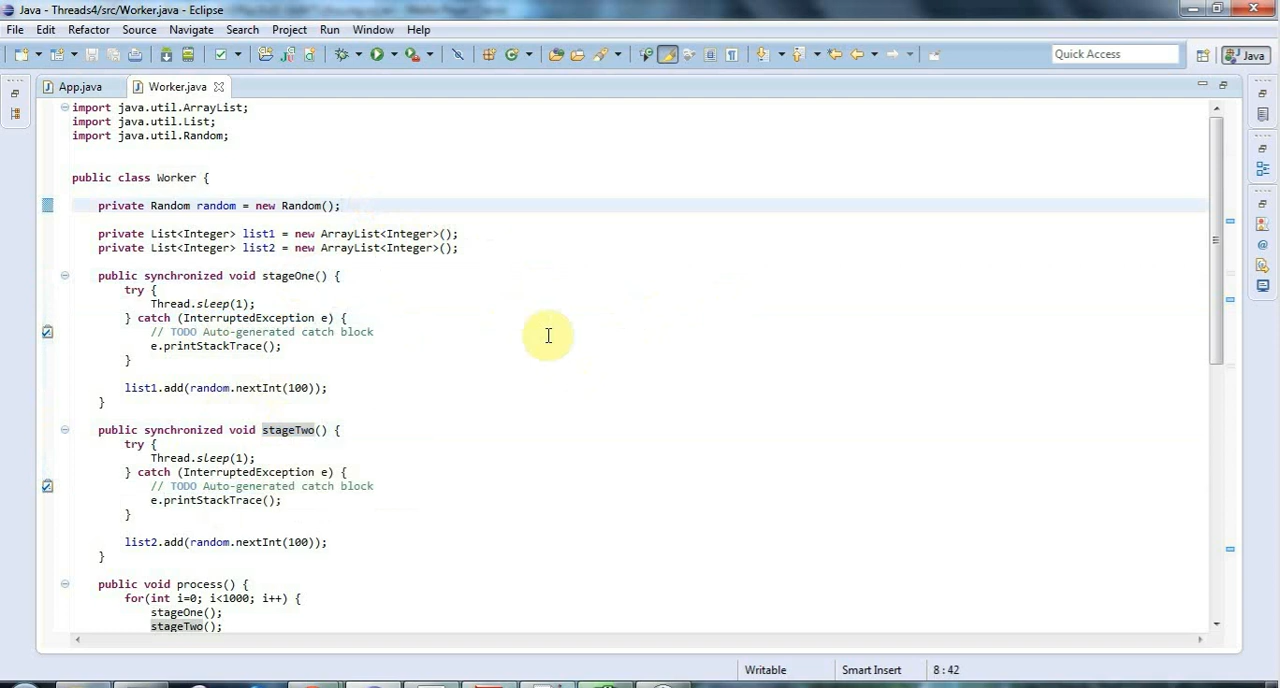 Java - Threads4/src/Worker.java - Eclipse
File Edit Refactor Source Navigate Search Project Run Window Help
Quick Access
Java
App.java
Worker.java
import java.util.ArrayList;
import java.util.List;
import java.util.Random;
public class Worker {
private Random random = new Random();
private List<Integer> list1 = new ArrayList<Integer>();
private List<Integer> list2 = new ArrayList<Integer>();
public synchronized void stageOne() {
try {
Thread.sleep(1);
} catch (InterruptedException e) {
// TODO Auto-generated catch block
e.printStackTrace();
}
list1.add(random.nextInt(100));
}
public synchronized void stageTwo() {
try {
Thread.sleep(1);
} catch (InterruptedException e) {
// TODO Auto-generated catch block
e.printStackTrace();
}
list2.add(random.nextInt(100));
}
public void process() {
for(int i=0; i<1000; i++) {
stageOne();
stageTwo();
Writable
Smart Insert
8 : 42